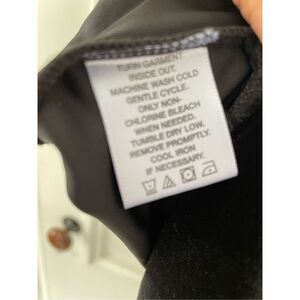 TURN GARMENT
INSIDE OUT.
MACHINE WASH COLD
GENTLE CYCLE.
ONLY NON-
CHLORINE BLEACH
WHEN NEEDED.
TUMBLE DRY LOW.
REMOVE PROMPTLY.
COOL IRON
IF NECESSARY.